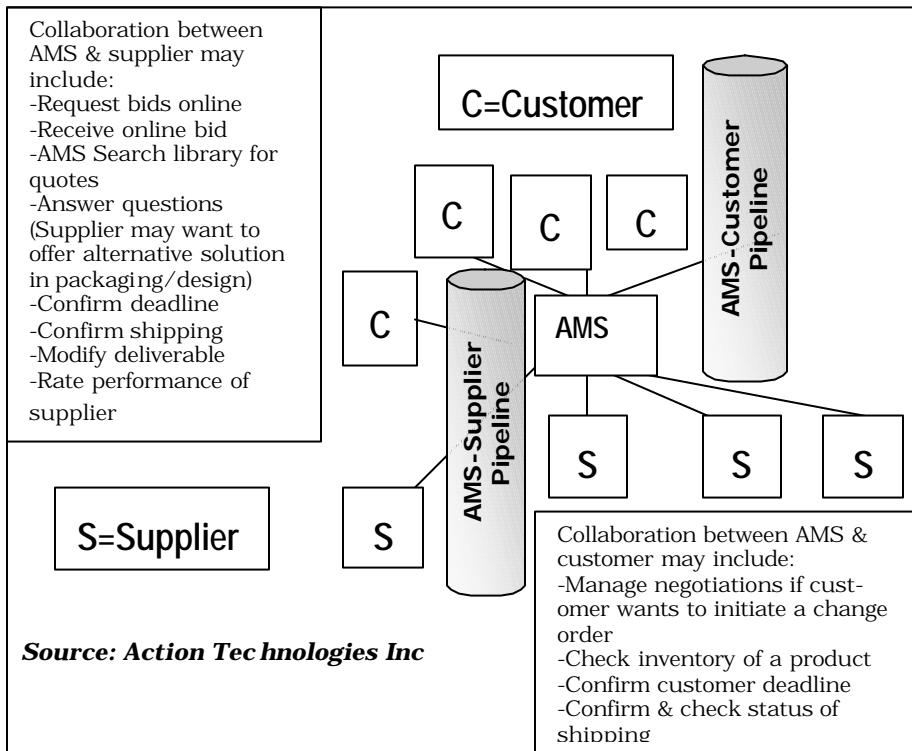 Collaboration between
AMS & supplier may
include:
-Request bids online
-Receive online bid
-AMS Search library for
quotes
-Answer questions
(Supplier may want to
offer alternative solution
in packaging/design)
-Confirm deadline
-Confirm shipping
-Modify deliverable
-Rate performance of
supplier
C=Customer
AMS-Customer
Pipeline
C
C
C
C
AMS
AMS-Supplier
Pipeline
S
S
S
S
S=Supplier
Collaboration between AMS &
customer may include:
-Manage negotiations if cust-
omer wants to initiate a change
order
-Check inventory of a product
-Confirm customer deadline
-Confirm & check status of
shipping
Source: Action Technologies Inc